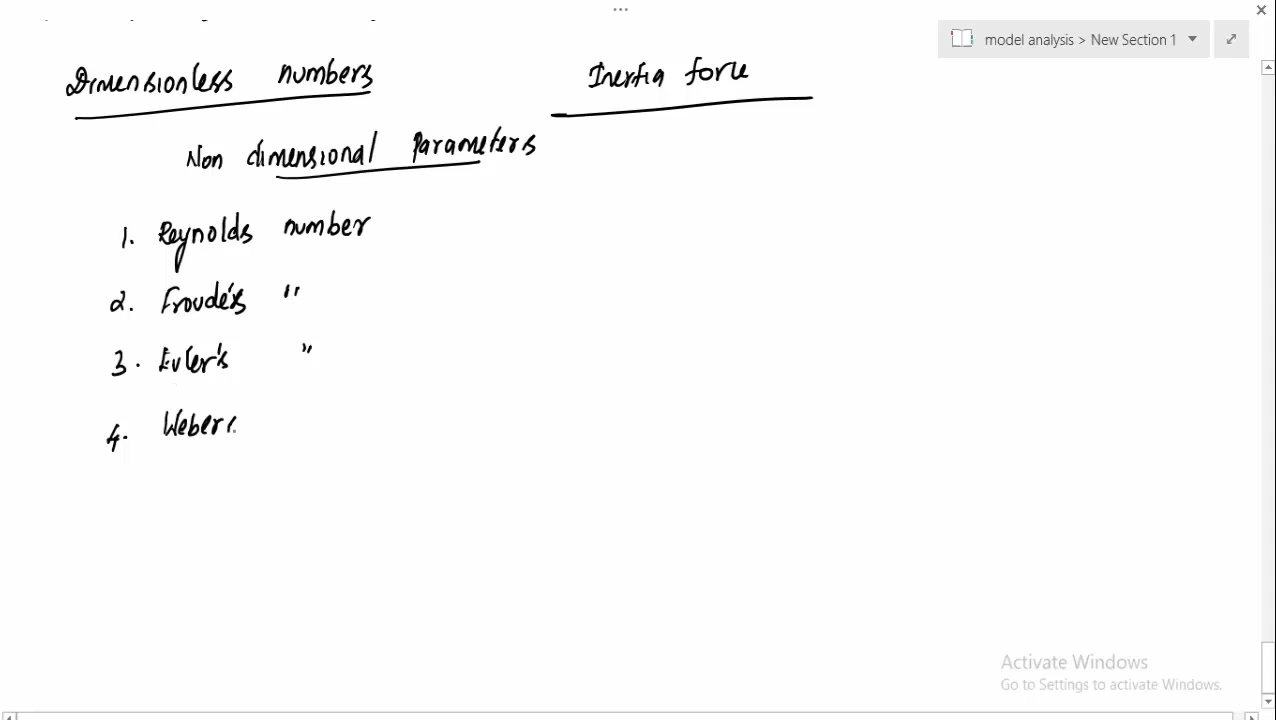 Dimensionless numbers
Inertia force
Non dimensional Parameters
1. Reynolds number
2. Froude's "
3. Euler's "
4. Weber
model analysis > New Section 1
Activate Windows
Go to Settings to activate Windows.